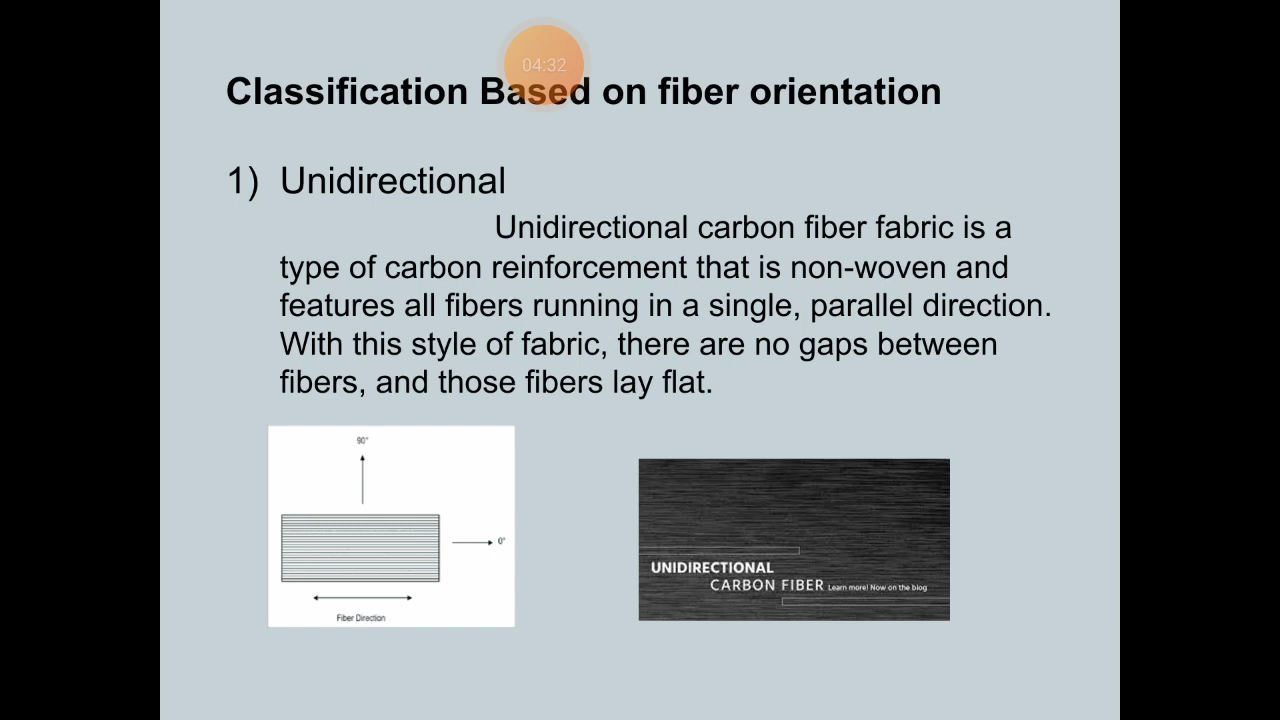 04:32
Classification Based on fiber orientation
1) Unidirectional
Unidirectional carbon fiber fabric is a
type of carbon reinforcement that is non-woven and
features all fibers running in a single, parallel direction.
With this style of fabric, there are no gaps between
fibers, and those fibers lay flat.
90°
0°
Fiber Direction
UNIDIRECTIONAL
CARBON FIBER Learn more! Now on the blog